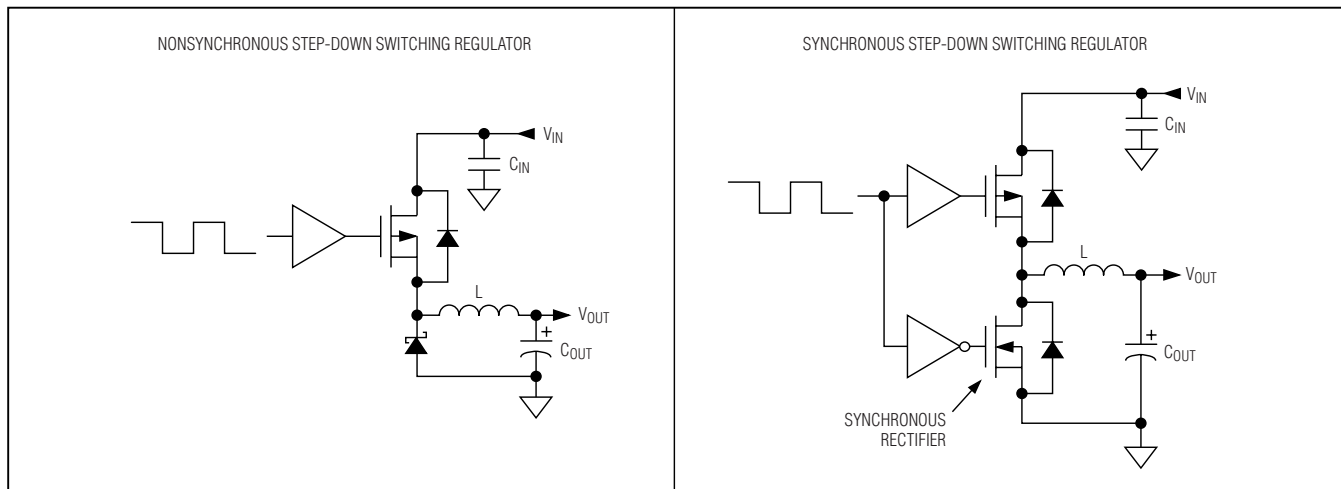 NONSYNCHRONOUS STEP-DOWN SWITCHING REGULATOR
VIN
CIN
L
VOUT
+
COUT
SYNCHRONOUS STEP-DOWN SWITCHING REGULATOR
VIN
CIN
L
VOUT
+
COUT
SYNCHRONOUS
RECTIFIER